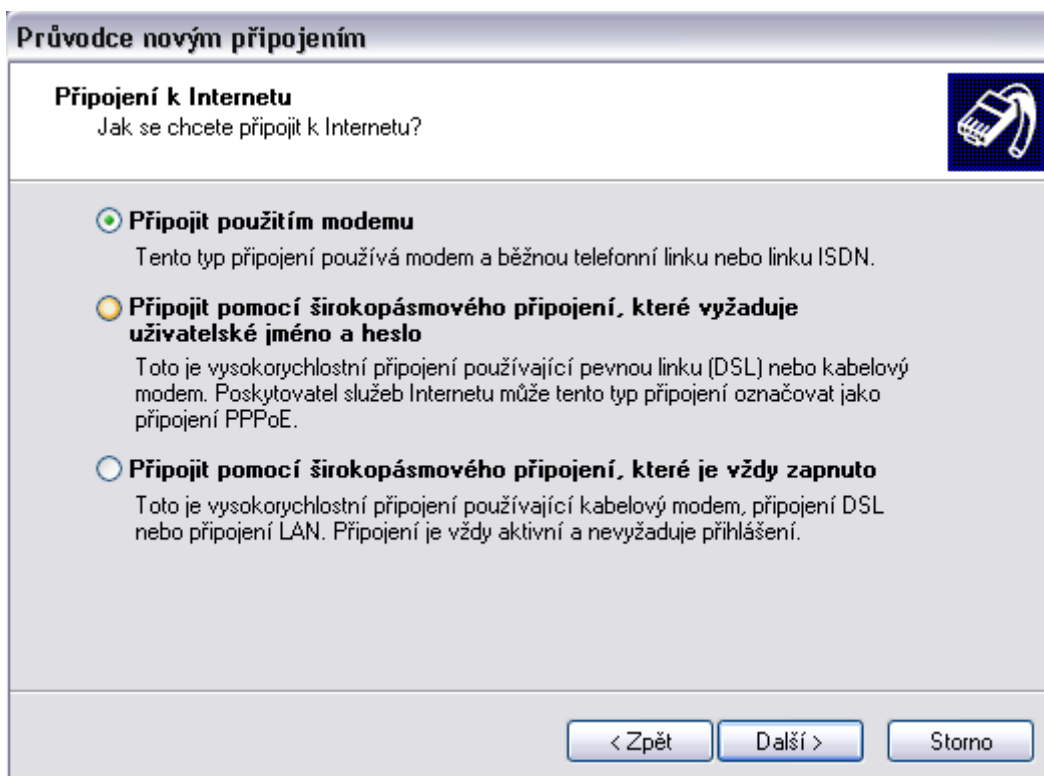 Průvodce novým připojením
Připojení k Internetu
Jak se chcete připojit k Internetu?
Připojit použitím modemu
Tento typ připojení používá modem a běžnou telefonní linku nebo linku ISDN.
Připojit pomocí širokopásmového připojení, které vyžaduje
uživatelské jméno a heslo
Toto je vysokorychlostní připojení používající pevnou linku (DSL) nebo kabelový
modem. Poskytovatel služeb Internetu může tento typ připojení označovat jako
připojení PPPoE.
Připojit pomocí širokopásmového připojení, které je vždy zapnuto
Toto je vysokorychlostní připojení používající kabelový modem, připojení DSL
nebo připojení LAN. Připojení je vždy aktivní a nevyžaduje přihlášení.
< Zpět Další > Storno